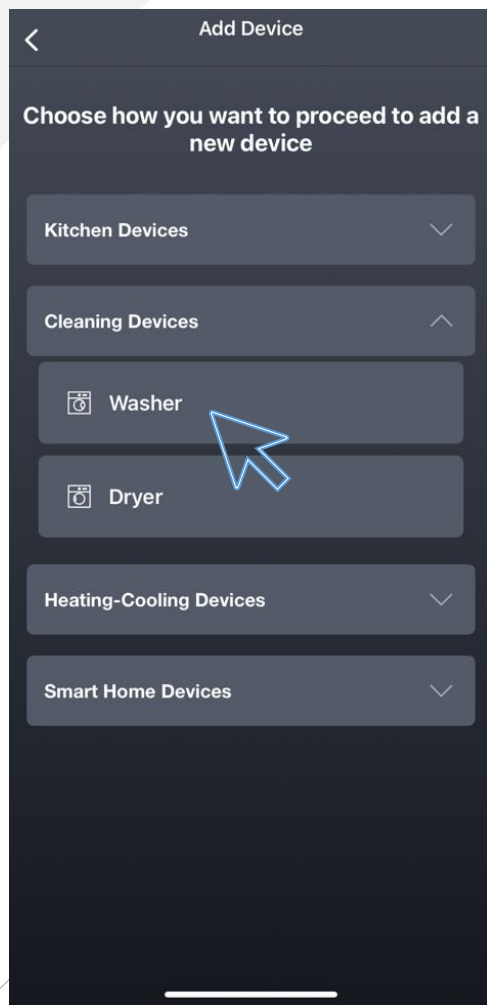 Add Device
Choose how you want to proceed to add a
new device
Kitchen Devices
Cleaning Devices
Washer
Dryer
Heating-Cooling Devices
Smart Home Devices